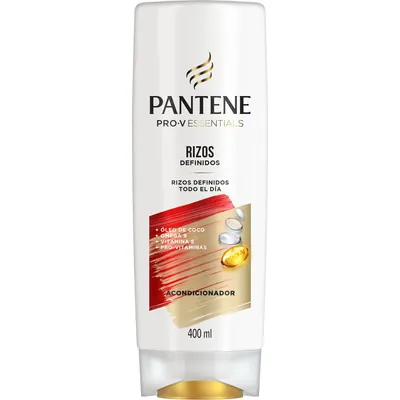 PANTENE
PRO-V ESSENTIALS
RIZOS
DEFINIDOS
RIZOS DEFINIDOS
TODO EL DÍA
+ ÓLEO DE COCO
+ OMEGA 9
+ VITAMINA E
+ PRO-VITAMINAS
ACONDICIONADOR
400 ml